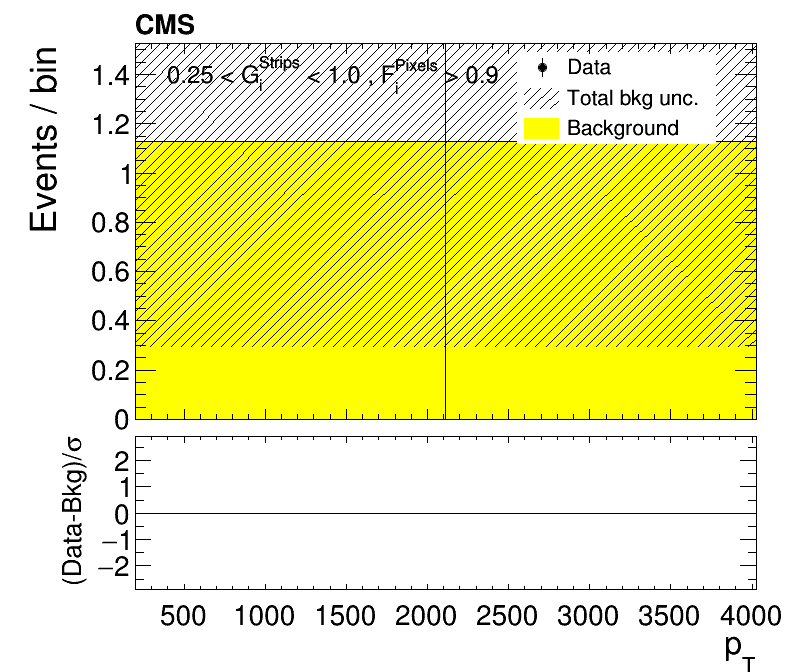 CMS
Events / bin
0.25 < G_i^Strips < 1.0 , F_i^Pixels > 0.9
Data
Total bkg unc.
Background
1.4
1.2
1
0.8
0.6
0.4
0.2
0
(Data-Bkg)/σ
2
1
0
−1
−2
500 1000 1500 2000 2500 3000 3500 4000
p_T